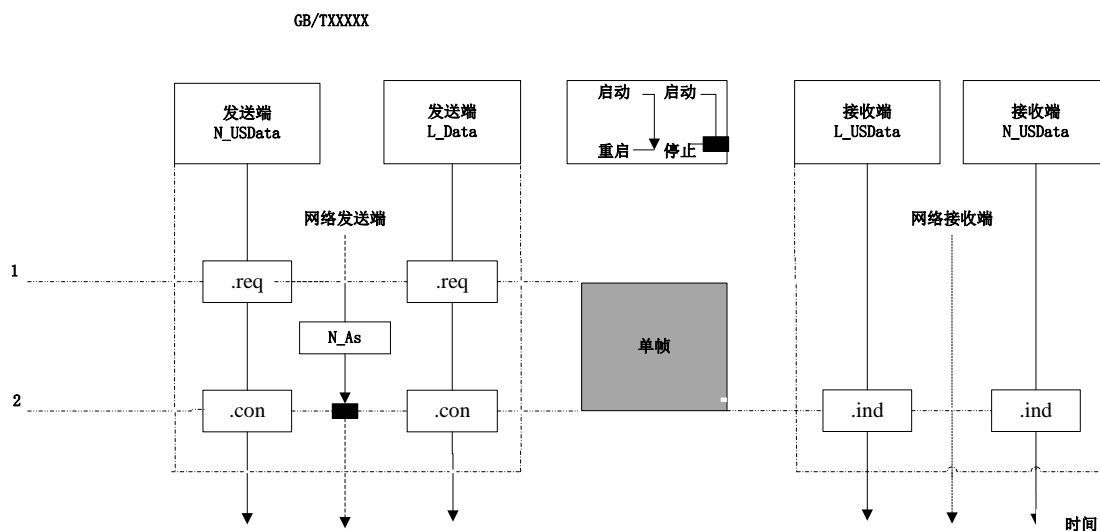 GB/TXXXXX
发送端
N_USData
发送端
L_Data
启动 启动
重启 停止
接收端
L_USData
接收端
N_USData
网络发送端
网络接收端
1
.req
.req
N_As
单帧
2
.con
.con
.ind
.ind
时间